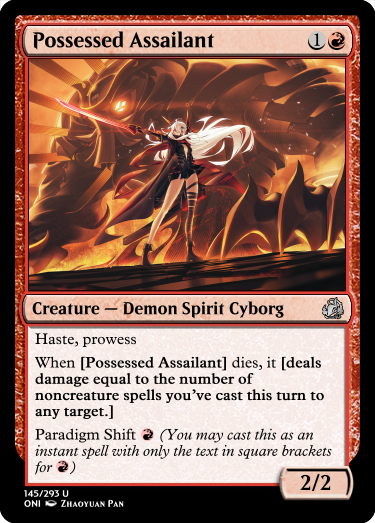 Possessed Assailant 1
Creature — Demon Spirit Cyborg
Haste, prowess
When [Possessed Assailant] dies, it [deals
damage equal to the number of
noncreature spells you’ve cast this turn to
any target.]
Paradigm Shift (You may cast this as an
instant spell with only the text in square brackets
for )
2/2
145/293 U
ONI Zhaoyuan Pan